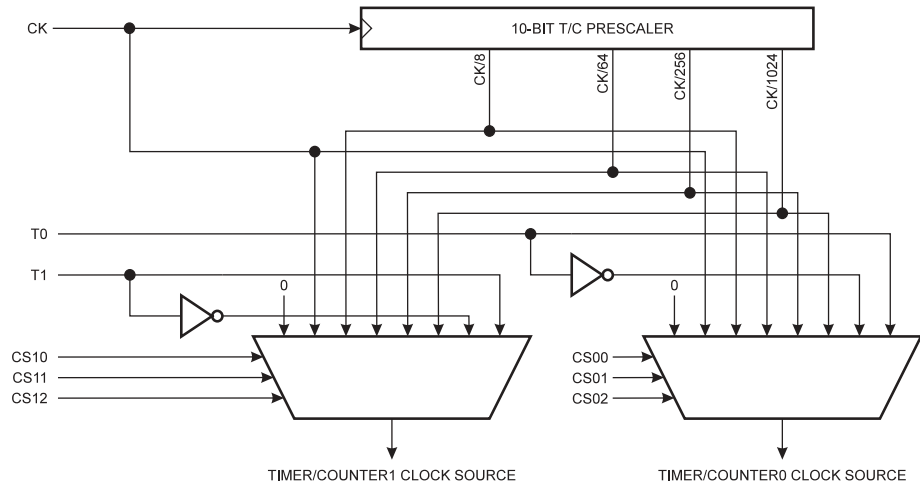 CK
10-BIT T/C PRESCALER
CK/8
CK/64
CK/256
CK/1024
T0
T1
0
0
CS10
CS11
CS12
CS00
CS01
CS02
TIMER/COUNTER1 CLOCK SOURCE
TIMER/COUNTER0 CLOCK SOURCE